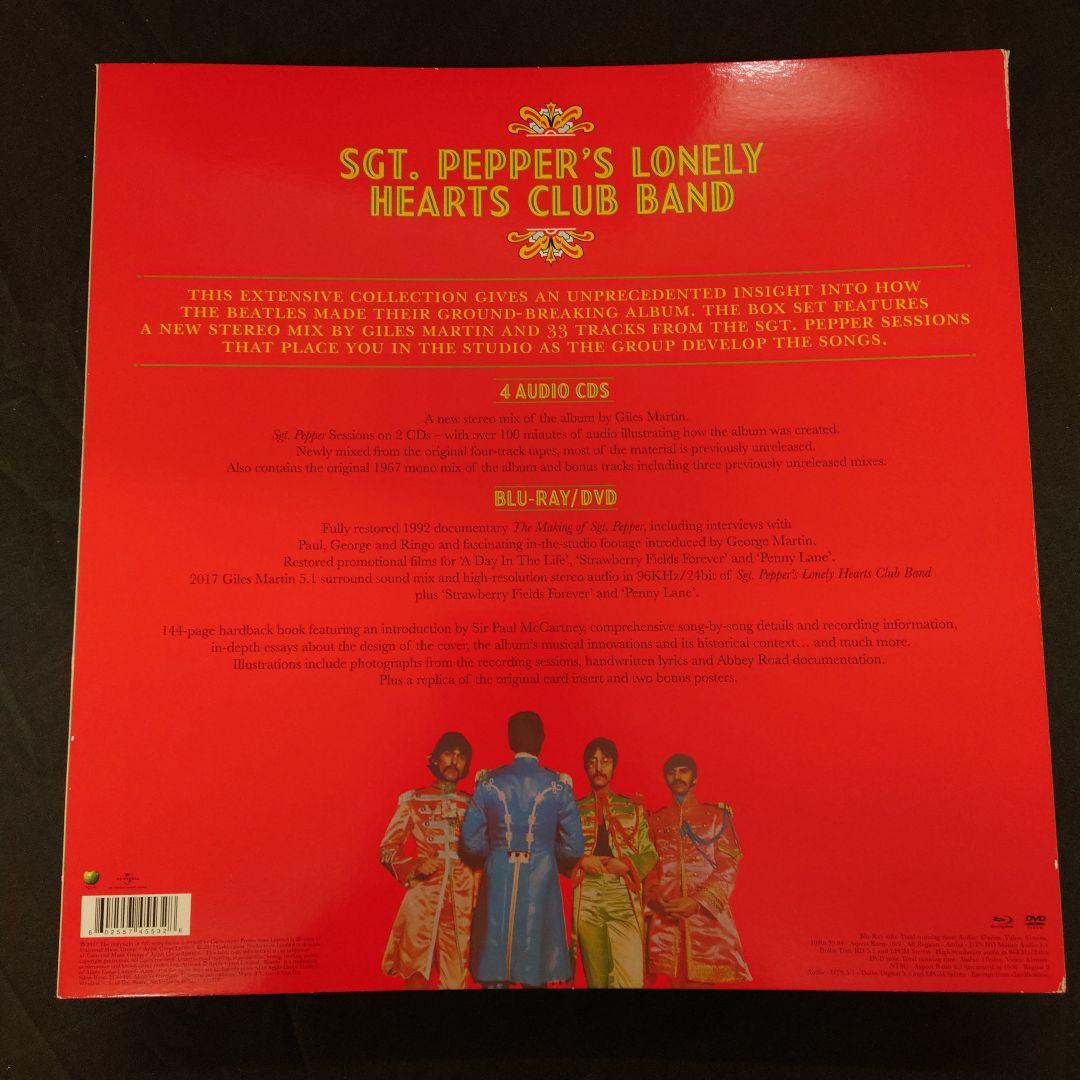 SGT. PEPPER'S LONELY
HEARTS CLUB BAND
THIS EXTENSIVE COLLECTION GIVES AN UNPRECEDENTED INSIGHT INTO HOW
THE BEATLES MADE THEIR GROUND-BREAKING ALBUM. THE BOX SET FEATURES
A NEW STEREO MIX BY GILES MARTIN AND 33 TRACKS FROM THE SGT. PEPPER SESSIONS
THAT PLACE YOU IN THE STUDIO AS THE GROUP DEVELOP THE SONGS.
4 AUDIO CDS
A new stereo mix of the album by Giles Martin.
Sgt. Pepper Sessions on 2 CDs – with over 100 minutes of audio illustrating how the album was created.
Newly mixed from the original four-track tapes, most of the material is previously unreleased.
Also contains the original 1967 mono mix of the album and bonus tracks including three previously unreleased mixes.
BLU-RAY/DVD
Fully restored 1992 documentary The Making of Sgt. Pepper, including interviews with
Paul, George and Ringo and fascinating in-the-studio footage introduced by George Martin.
Restored promotional films for 'A Day In The Life', 'Strawberry Fields Forever' and 'Penny Lane'.
2017 Giles Martin 5.1 surround sound mix and high-resolution stereo audio in 96KHz/24bit of Sgt. Pepper's Lonely Hearts Club Band
plus 'Strawberry Fields Forever' and 'Penny Lane'.
144-page hardback book featuring an introduction by Sir Paul McCartney, comprehensive song-by-song details and recording information,
in-depth essays about the design of the cover, the album's musical innovations and its historical context… and much more.
Illustrations include photographs from the recording sessions, handwritten lyrics and Abbey Road documentation.
Plus a replica of the original card insert and two bonus posters.
UNIVERSAL
6 02557 45532 8
DVD